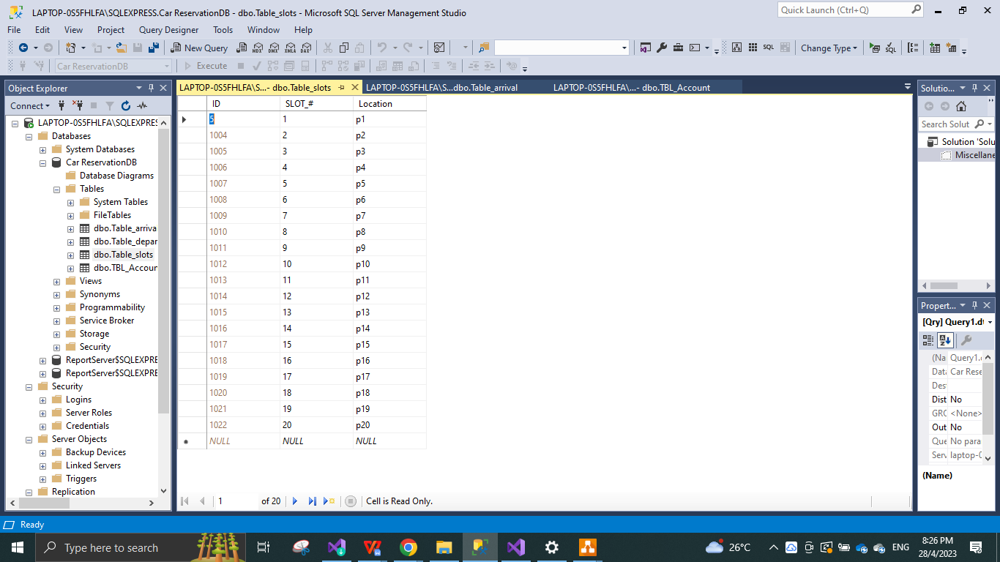 LAPTOP-0S5FHLFA\SQLEXPRESS.Car ReservationDB - dbo.Table_slots - Microsoft SQL Server Management Studio
Quick Launch (Ctrl+Q)
File Edit View Project Query Designer Tools Window Help
New Query MDX DMX XMLA DAX SQL Change Type
Car ReservationDB Execute
Object Explorer
Connect
LAPTOP-0S5FHLFA\SQLEXPRES
Databases
System Databases
Car ReservationDB
Database Diagrams
Tables
System Tables
FileTables
dbo.Table_arriva
dbo.Table_depar
dbo.Table_slots
dbo.TBL_Accour
Views
Synonyms
Programmability
Service Broker
Storage
Security
ReportServer$SQLEXPRE
ReportServer$SQLEXPRE
Security
Logins
Server Roles
Credentials
Server Objects
Backup Devices
Linked Servers
Triggers
Replication
LAPTOP-0S5FHLFA\S...- dbo.Table_slots LAPTOP-0S5FHLFA\S...dbo.Table_arrival LAPTOP-0S5FHLFA\...- dbo.TBL_Account
ID SLOT_# Location
5 1 p1
1004 2 p2
1005 3 p3
1006 4 p4
1007 5 p5
1008 6 p6
1009 7 p7
1010 8 p8
1011 9 p9
1012 10 p10
1013 11 p11
1014 12 p12
1015 13 p13
1016 14 p14
1017 15 p15
1018 16 p16
1019 17 p17
1020 18 p18
1021 19 p19
1022 20 p20
NULL NULL NULL
1 of 20 Cell is Read Only.
Solutio...
Search Solut
Solution 'Solu
Miscellane
Propert...
[Qry] Query1.dt
(Na Query1.
Data Car Rese
Des
Dist No
GRC <None>
Out No
Que No para
Serv laptop-0
(Name)
Ready
Type here to search
26°C ENG
8:26 PM
28/4/2023